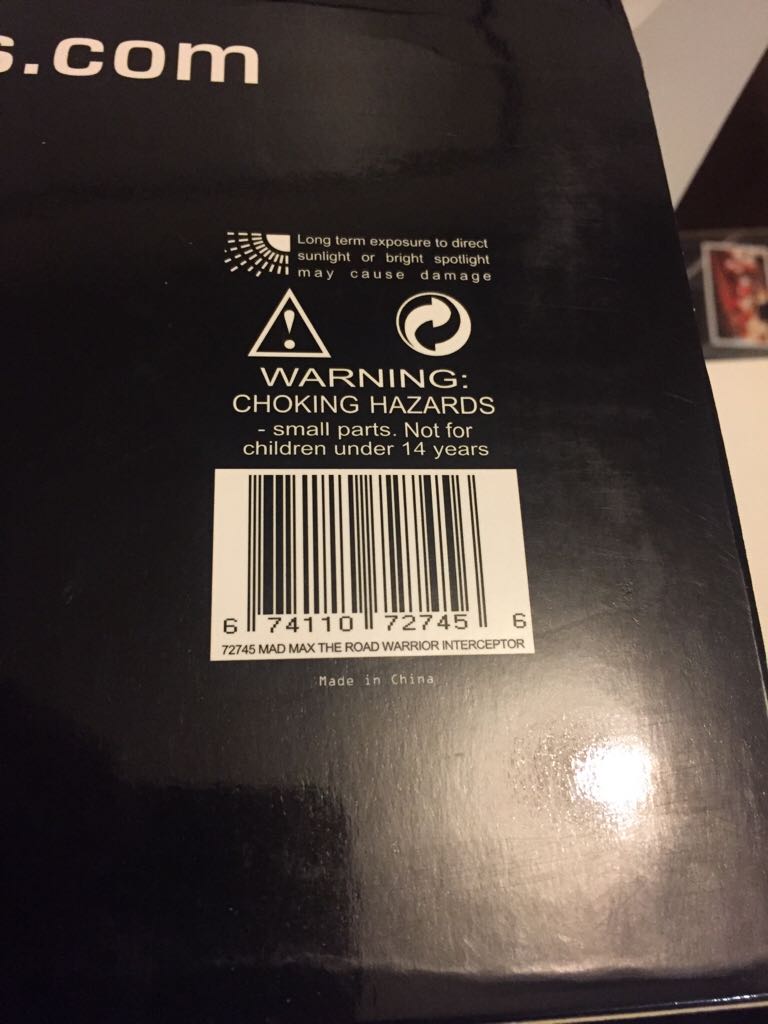 s.com
Long term exposure to direct
sunlight or bright spotlight
may cause damage
WARNING:
CHOKING HAZARDS
- small parts. Not for
children under 14 years
6 74110 72745 6
72745 MAD MAX THE ROAD WARRIOR INTERCEPTOR
Made in China